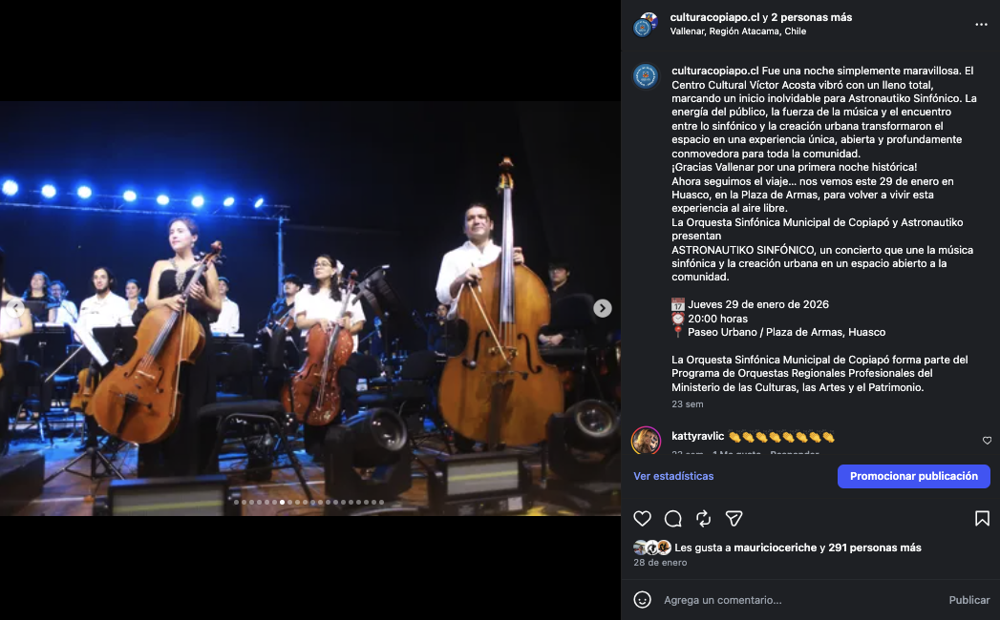 culturacopiapo.cl y 2 personas más
Vallenar, Región Atacama, Chile
culturacopiapo.cl Fue una noche simplemente maravillosa. El
Centro Cultural Víctor Acosta vibró con un lleno total,
marcando un inicio inolvidable para Astronautiko Sinfónico. La
energía del público, la fuerza de la música y el encuentro
entre lo sinfónico y la creación urbana transformaron el
espacio en una experiencia única, abierta y profundamente
conmovedora para toda la comunidad.
¡Gracias Vallenar por una primera noche histórica!
Ahora seguimos el viaje... nos vemos este 29 de enero en
Huasco, en la Plaza de Armas, para volver a vivir esta
experiencia al aire libre.
La Orquesta Sinfónica Municipal de Copiapó y Astronautiko
presentan
ASTRONAUTIKO SINFÓNICO, un concierto que une la música
sinfónica y la creación urbana en un espacio abierto a la
comunidad.
📅 Jueves 29 de enero de 2026
⏰ 20:00 horas
📍 Paseo Urbano / Plaza de Armas, Huasco
La Orquesta Sinfónica Municipal de Copiapó forma parte del
Programa de Orquestas Regionales Profesionales del
Ministerio de las Culturas, las Artes y el Patrimonio.
23 sem
kattyravlic 👏👏👏👏👏👏👏👏
23 sem 1 Me gusta Responder
Ver estadísticas
Promocionar publicación
Les gusta a mauricioceriche y 291 personas más
28 de enero
Agrega un comentario...
Publicar